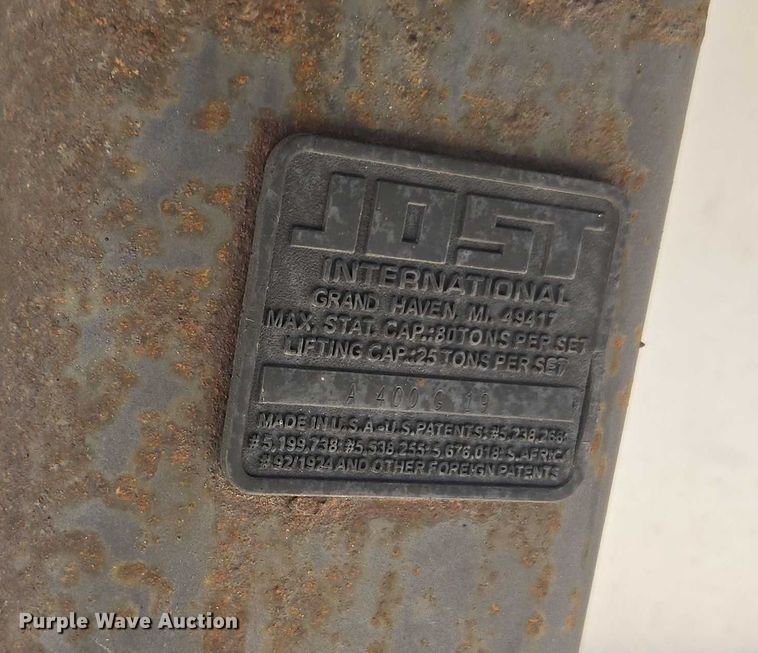 JOST
INTERNATIONAL
GRAND HAVEN, MI. 49417
MAX. STAT. CAP.:80TONS PER SET
LIFTING CAP.:25 TONS PER SET
A 400 G 19
MADE IN U.S.A.-U.S. PATENTS: #5,238,266
#5,199,738 #5,538,255 5,676,018 S.AFRICA
#92/1924 AND OTHER FOREIGN PATENTS
Purple Wave Auction